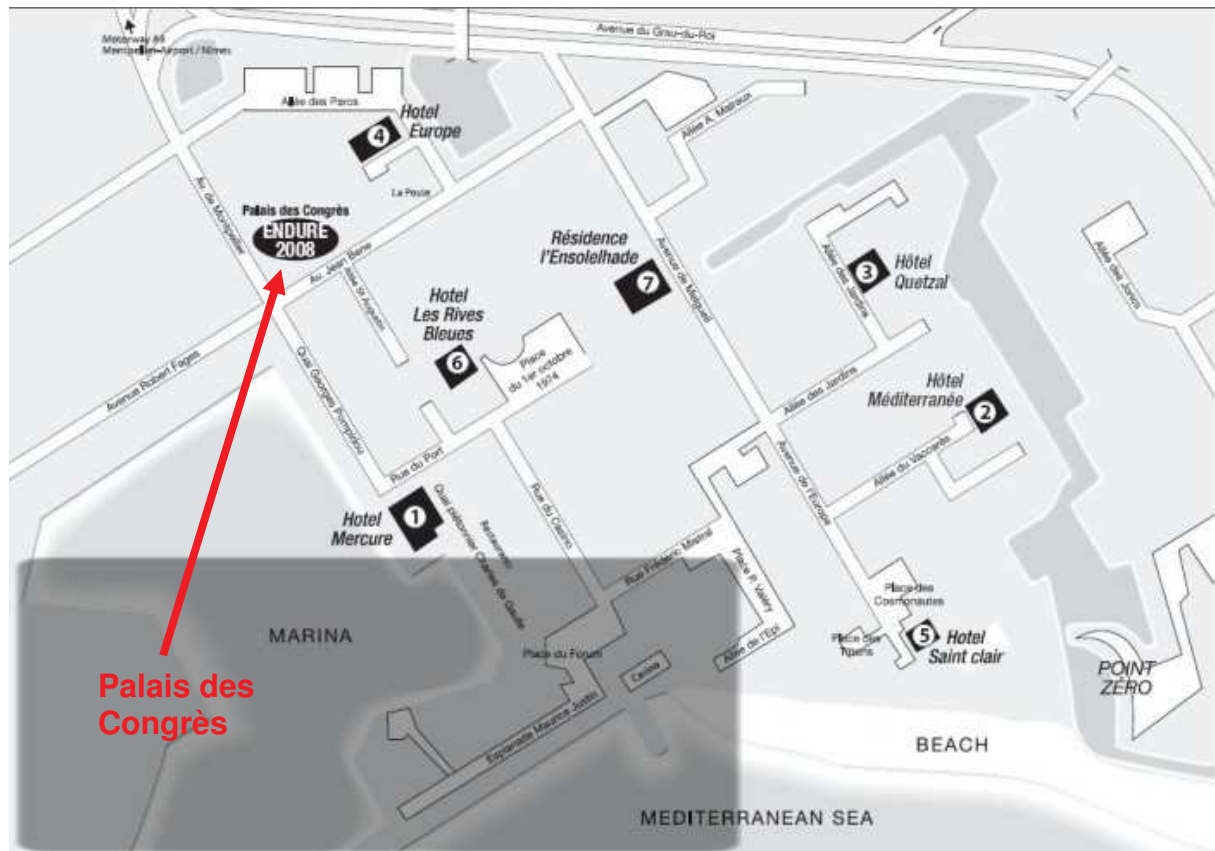 Avenue du Grau-du-Roi
Montpellier-Airport / Nîmes
Allée des Parcs
④
Hotel
Europe
Allée A. Malraux
La Poste
Av. de Montpellier
Palais des Congrès
ENDURE
2008
Av. Jean Bene
Allée St Augustin
Résidence
l'Ensolelhade
⑦
Avenue de Melgueil
③
Hôtel
Quetzal
Allée des Jardins
Allée des Joncs
Hotel
Les Rives
Bleues
⑥
Place
du 1er octobre
1974
Avenue Robert Fages
Quai Georges Pompidou
Allée des Jardins
Hôtel
Méditerranée
②
Rue du Port
Allée du Vaccarès
Avenue de l'Europe
Hotel
Mercure
①
Quai piétonnier Charles de Gaulle
Restaurants
Rue du Casino
Rue Frédéric Mistral
Place P. Valéry
Place des
Cosmonautes
MARINA
Place du Forum
Casino
Allée de l'Epi
Place des
⑤
Hotel
Saint clair
POINT
ZÉRO
Palais des
Congrès
Esplanade Maurice Justin
BEACH
MEDITERRANEAN SEA